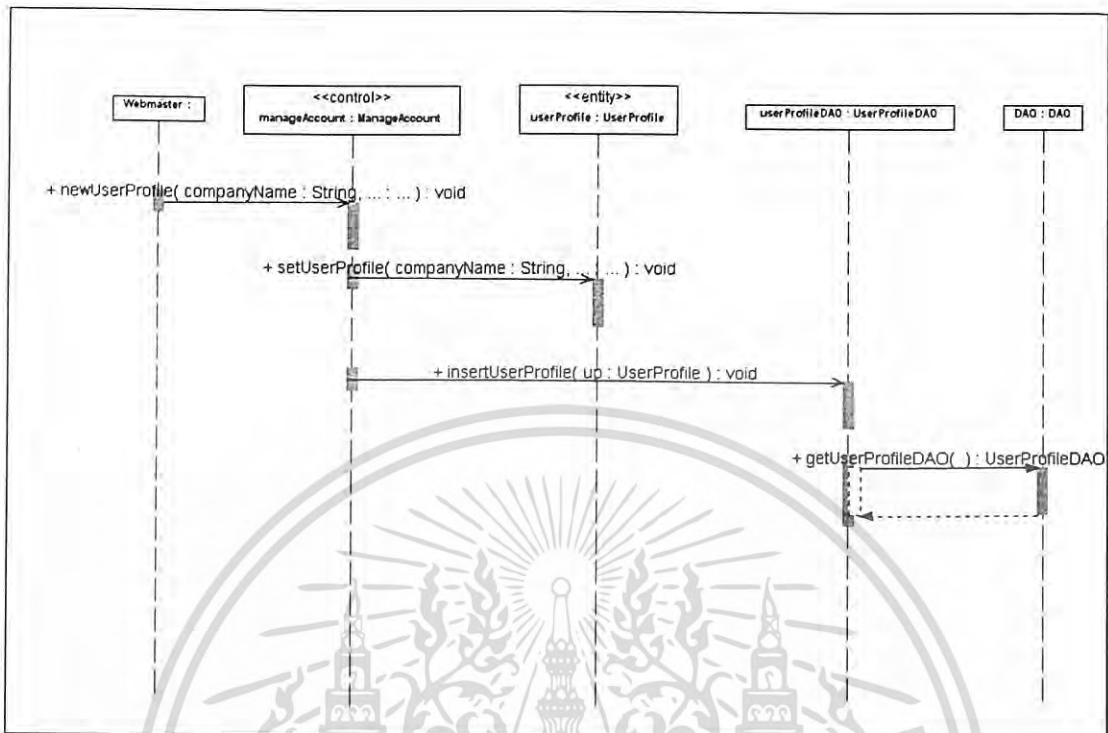 Webmaster :
<<control>>
manageAccount : ManageAccount
<<entity>>
userProfile : UserProfile
userProfileDAO : UserProfileDAO
DAO : DAO
+ newUserProfile( companyName : String, ... : ... ) : void
+ setUserProfile( companyName : String, ... : ... ) : void
+ insertUserProfile( up : UserProfile ) : void
+ getUserProfileDAO( ) : UserProfileDAO